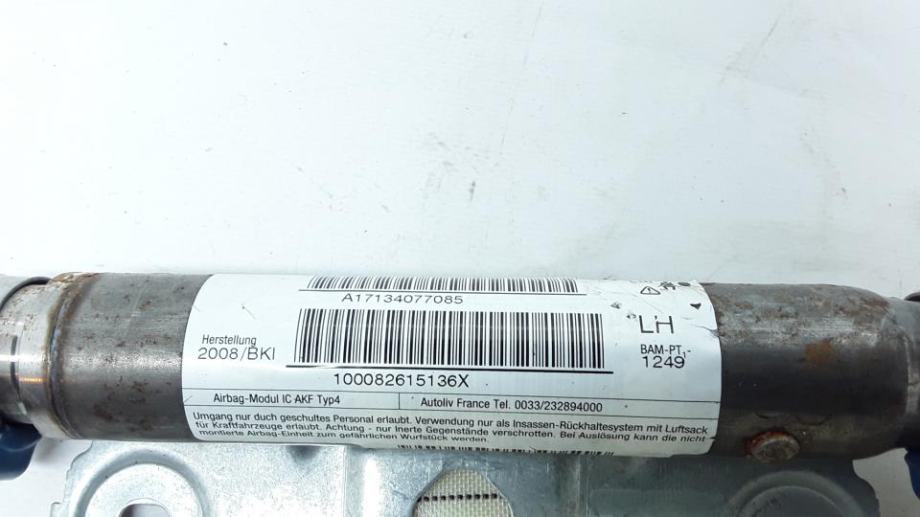 A17134077085
LH
Herstellung
2008/BKI
BAM-PT1-
1249
100082615136X
Airbag-Modul IC AKF Typ4
Autoliv France Tel. 0033/232894000
Umgang nur duch geschultes Personal erlaubt. Verwendung nur als Insassen-Rückhaltesystem mit Luftsack
für Kraftfahrzeuge erlaubt. Achtung - nur Inerte Gegenstände verschrotten. Bei Auslösung kann die nicht
montierte Airbag-Einheit zum gefährlichen Wurfstück werden.